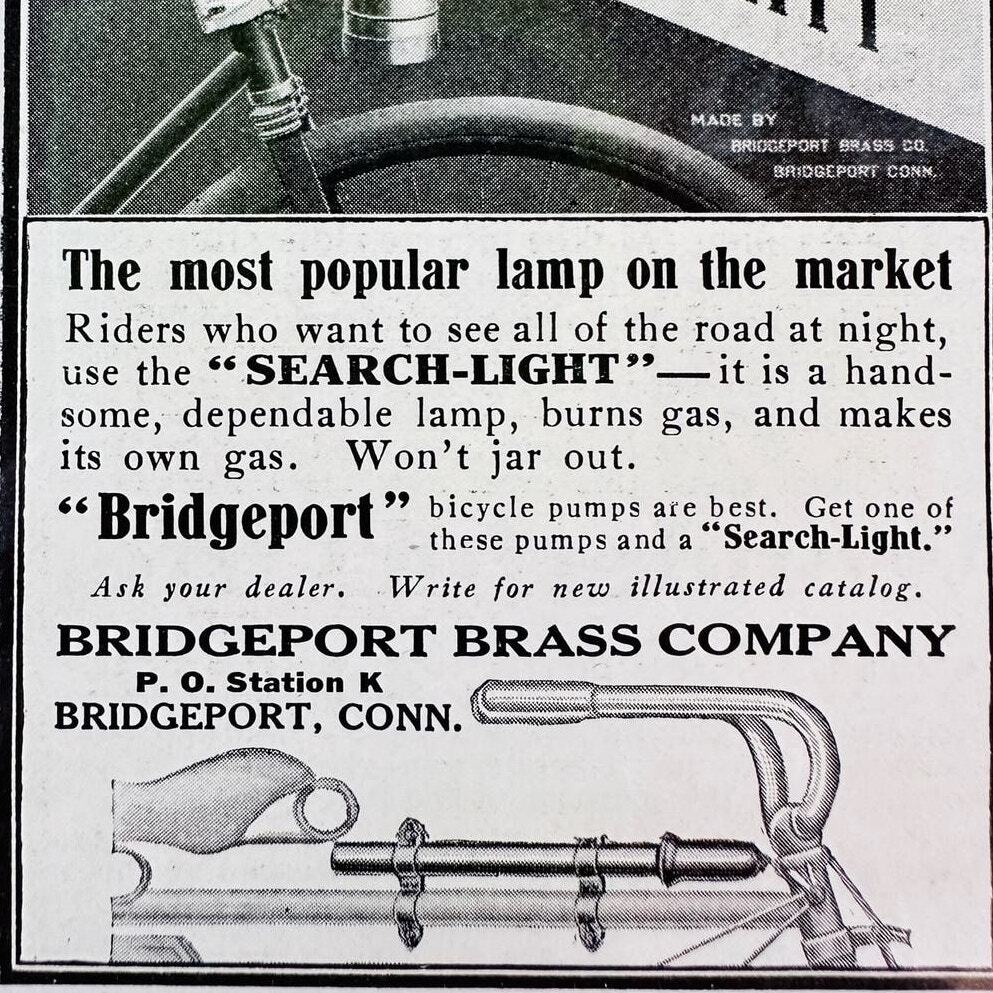 MADE BY
BRIDGEPORT BRASS CO.
BRIDGEPORT CONN.
The most popular lamp on the market
Riders who want to see all of the road at night,
use the “SEARCH-LIGHT”—it is a hand-
some, dependable lamp, burns gas, and makes
its own gas. Won't jar out.
“Bridgeport” bicycle pumps are best. Get one of
these pumps and a “Search-Light.”
Ask your dealer. Write for new illustrated catalog.
BRIDGEPORT BRASS COMPANY
P. O. Station K
BRIDGEPORT, CONN.